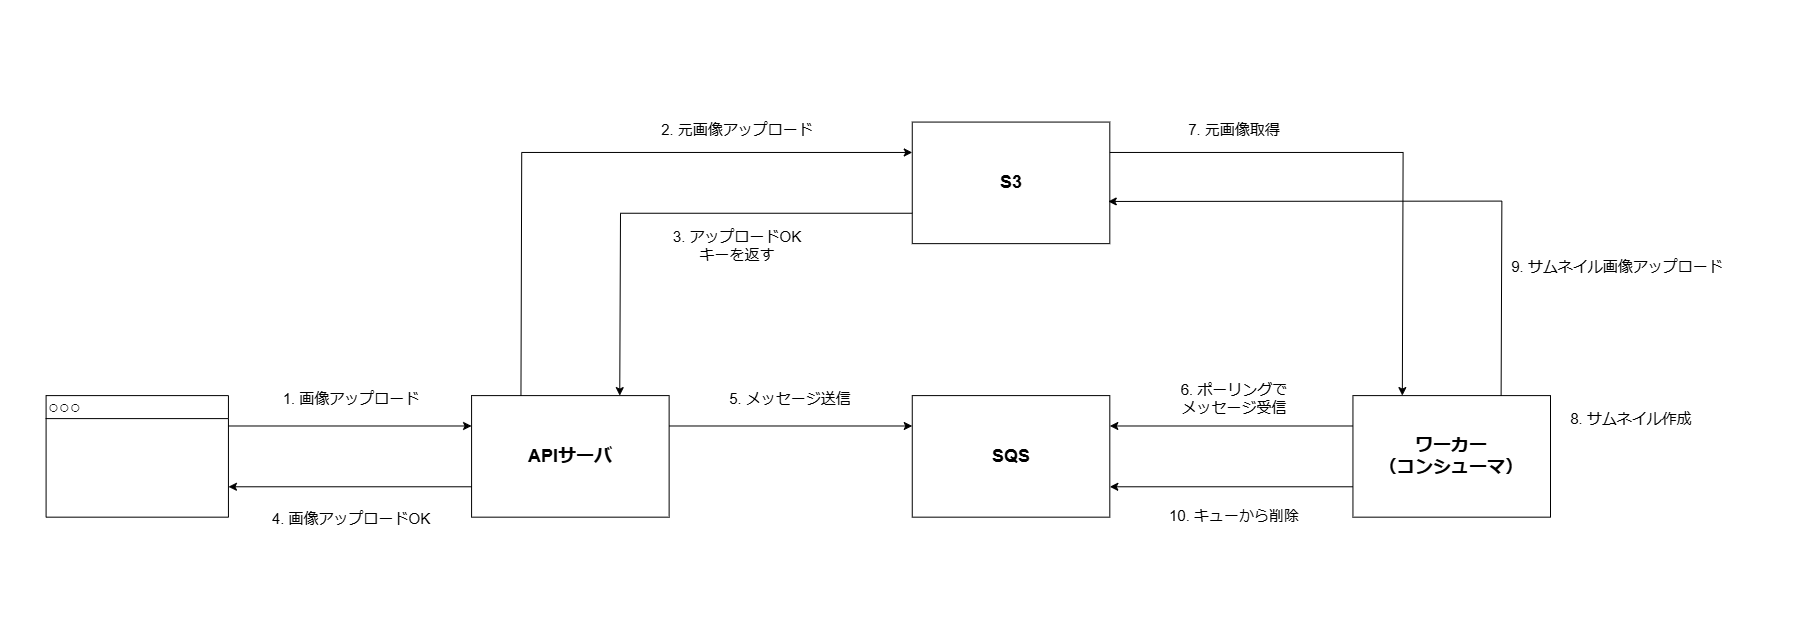 2. 元画像アップロード
7. 元画像取得
S3
3. アップロードOK
キーを返す
9. サムネイル画像アップロード
○○○
1. 画像アップロード
APIサーバ
4. 画像アップロードOK
5. メッセージ送信
SQS
6. ポーリングで
メッセージ受信
10. キューから削除
ワーカー
（コンシューマ）
8. サムネイル作成